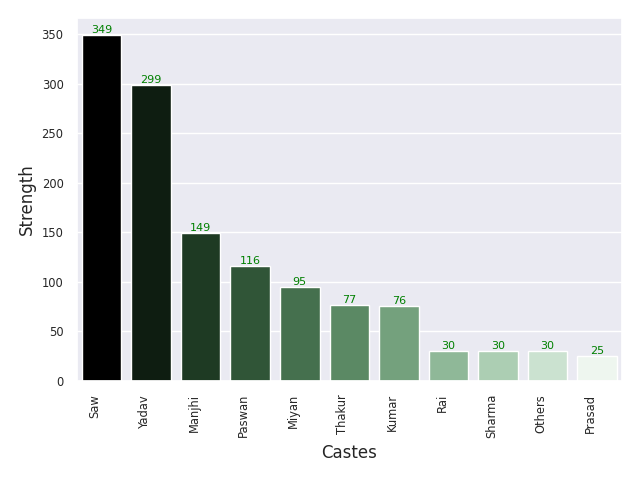 349
350
299
300
250
Strength
200
149
150
116
95
100
77
76
50
30
30
30
25
0
Saw
Yadav
Manjhi
Paswan
Miyan
Thakur
Kumar
Rai
Sharma
Others
Prasad
Castes